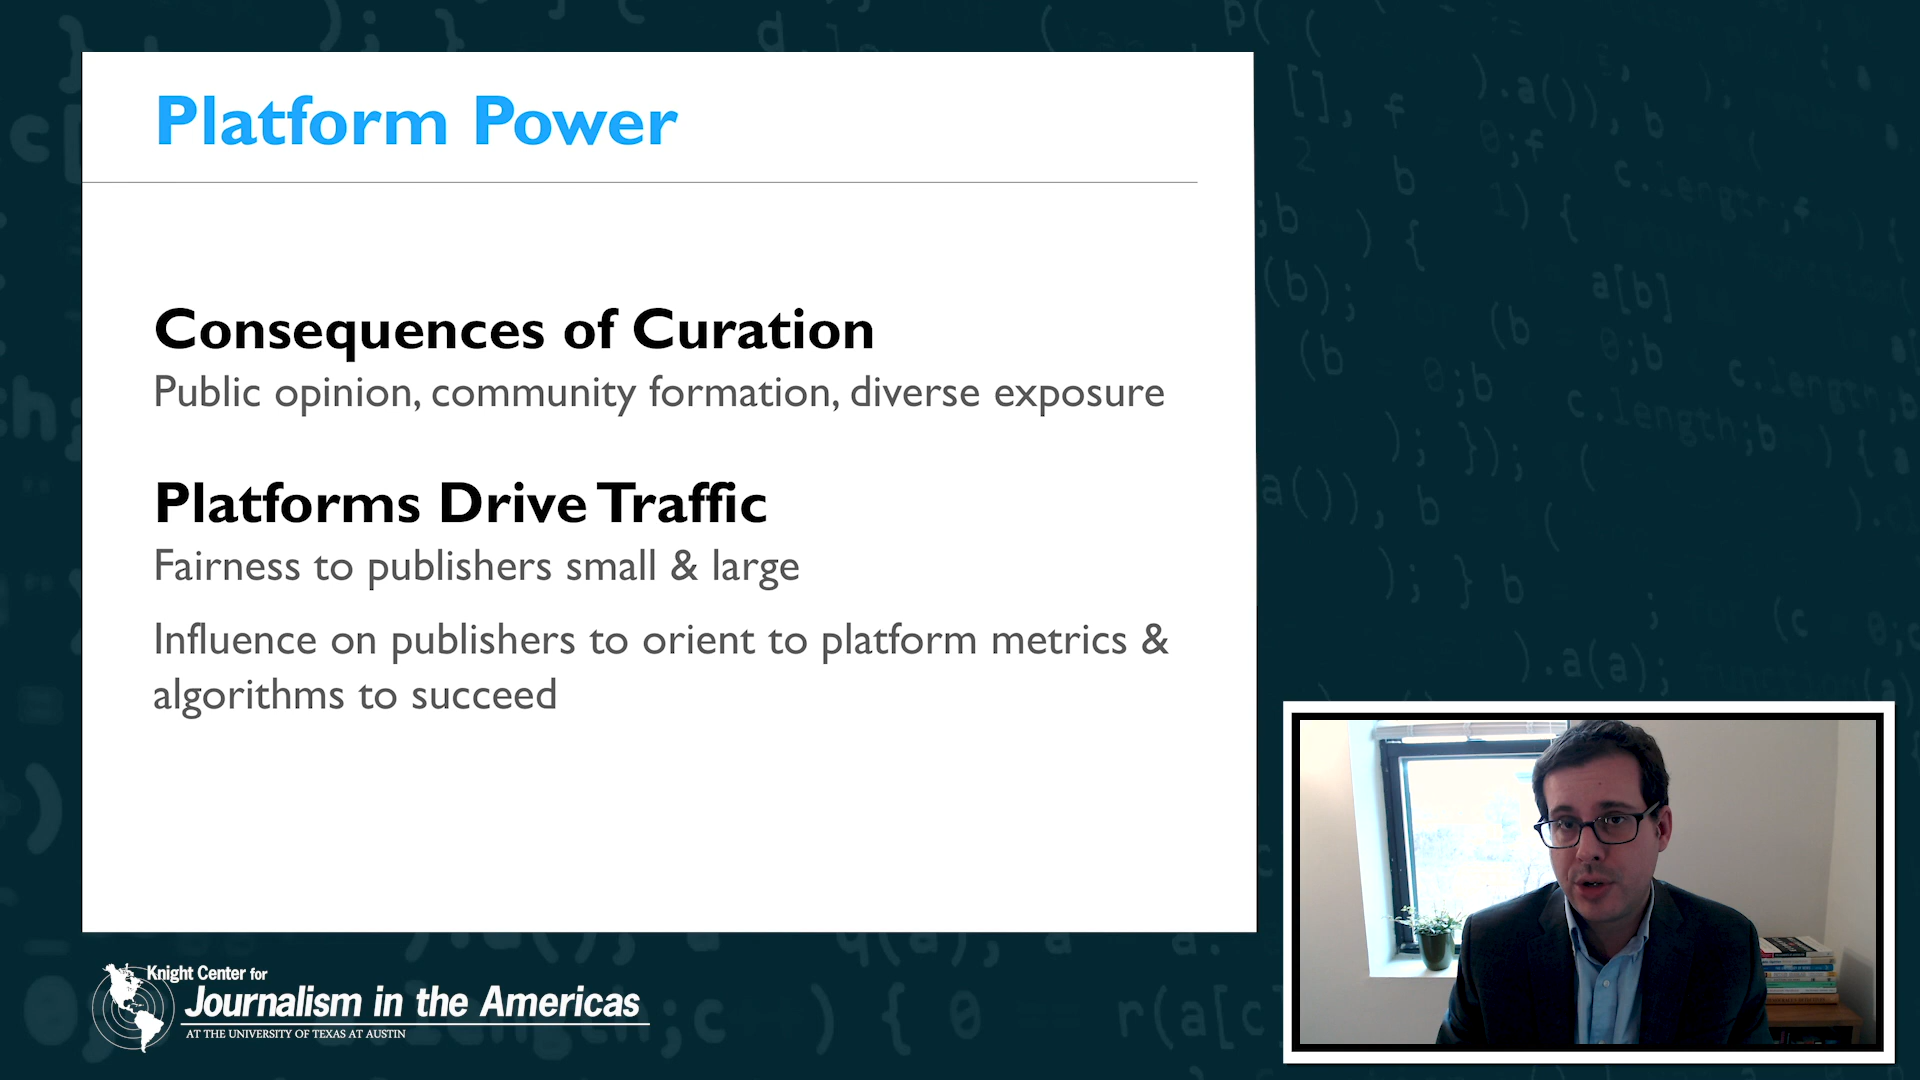 Platform Power
Consequences of Curation
Public opinion, community formation, diverse exposure
Platforms Drive Traffic
Fairness to publishers small & large
Influence on publishers to orient to platform metrics &
algorithms to succeed
Knight Center for
Journalism in the Americas
AT THE UNIVERSITY OF TEXAS AT AUSTIN